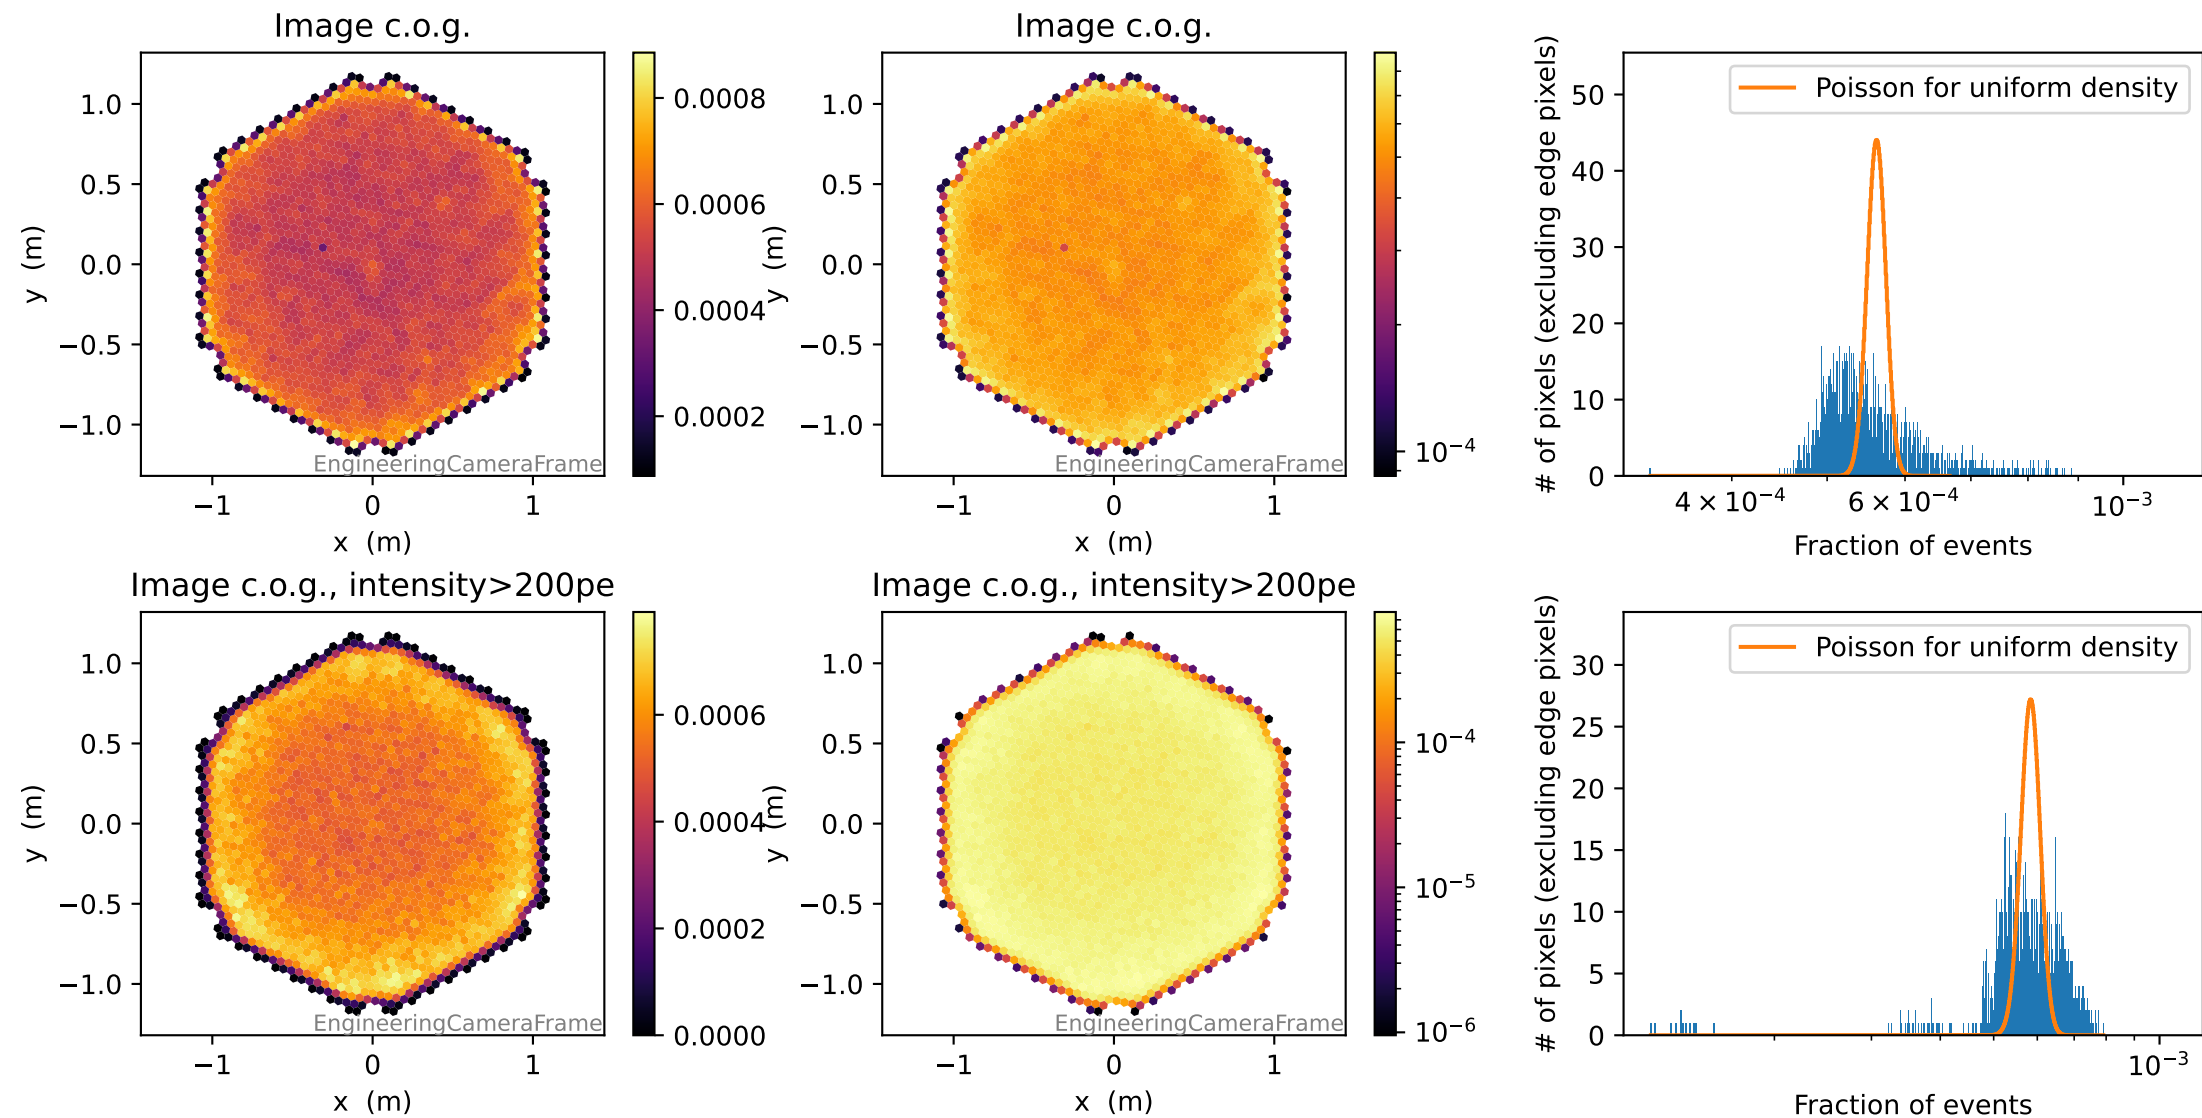 Image c.o.g.
1.0
0.5
0.0
−0.5
−1.0
y (m)
−1
0
1
x (m)
EngineeringCameraFrame
0.0008
0.0006
0.0004
0.0002
Image c.o.g.
1.0
0.5
0.0
−0.5
−1.0
y (m)
−1
0
1
x (m)
EngineeringCameraFrame
10⁻⁴
Poisson for uniform density
50
40
30
20
10
0
# of pixels (excluding edge pixels)
4 × 10⁻⁴
6 × 10⁻⁴
10⁻³
Fraction of events
Image c.o.g., intensity>200pe
1.0
0.5
0.0
−0.5
−1.0
y (m)
−1
0
1
x (m)
EngineeringCameraFrame
0.0006
0.0004
0.0002
0.0000
Image c.o.g., intensity>200pe
1.0
0.5
0.0
−0.5
−1.0
y (m)
−1
0
1
x (m)
EngineeringCameraFrame
10⁻⁴
10⁻⁵
10⁻⁶
Poisson for uniform density
30
25
20
15
10
5
0
# of pixels (excluding edge pixels)
10⁻³
Fraction of events